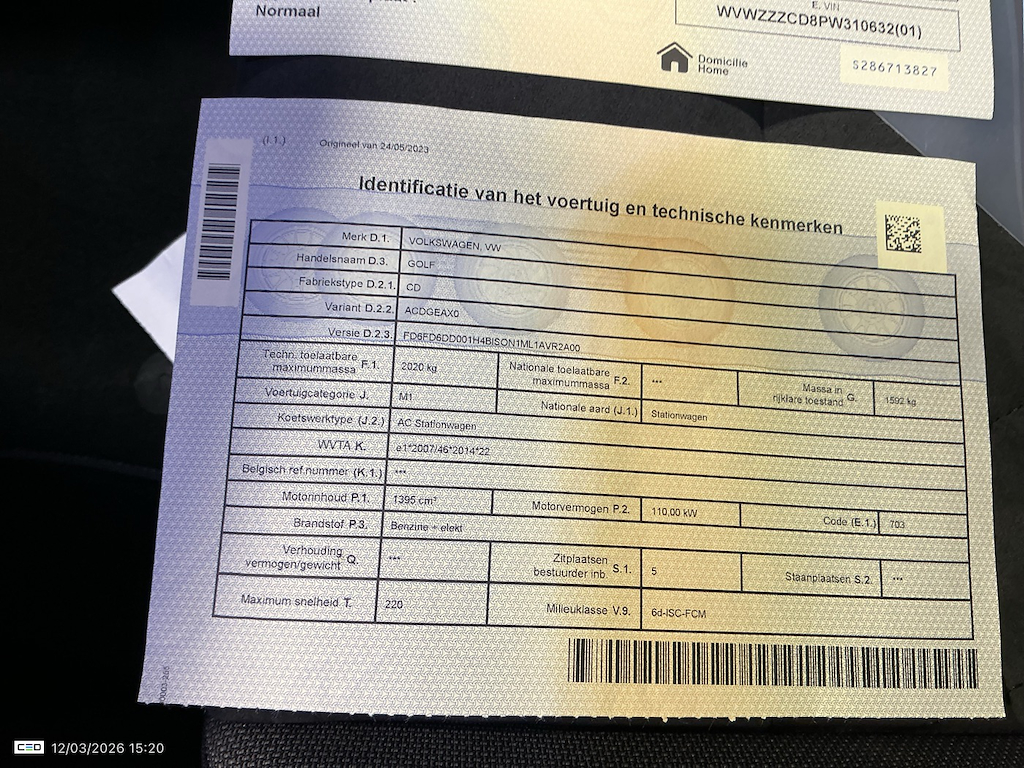 Normaal
E. VIN
WVWZZZCD8PW310632(01)
Domicilie
Home
S286713827
(I.1.) Origineel van 24/05/2023
Identificatie van het voertuig en technische kenmerken
Merk D.1. VOLKSWAGEN, VW
Handelsnaam D.3. GOLF
Fabriekstype D.2.1. CD
Variant D.2.2. ACDGEAX0
Versie D.2.3. FD6FD6DD001H4BISON1ML1AVR2A00
Techn. toelaatbare maximummassa F.1. 2020 kg Nationale toelaatbare maximummassa F.2. *** Massa in rijklare toestand G. 1592 kg
Voertuigcategorie J. M1 Nationale aard (J.1.) Stationwagen
Koetswerktype (J.2.) AC Stationwagen
WVTA K. e1*2007/46*2014*22
Belgisch ref.nummer (K.1.) ***
Motorinhoud P.1. 1395 cm³ Motorvermogen P.2. 110,00 kW Code (E.1.) 703
Brandstof P.3. Benzine + elekt
Verhouding vermogen/gewicht Q. *** Zitplaatsen bestuurder inb. S.1. 5 Staanplaatsen S.2. ***
Maximum snelheid T. 220 Milieuklasse V.9. 6d-ISC-FCM
CEO 12/03/2026 15:20